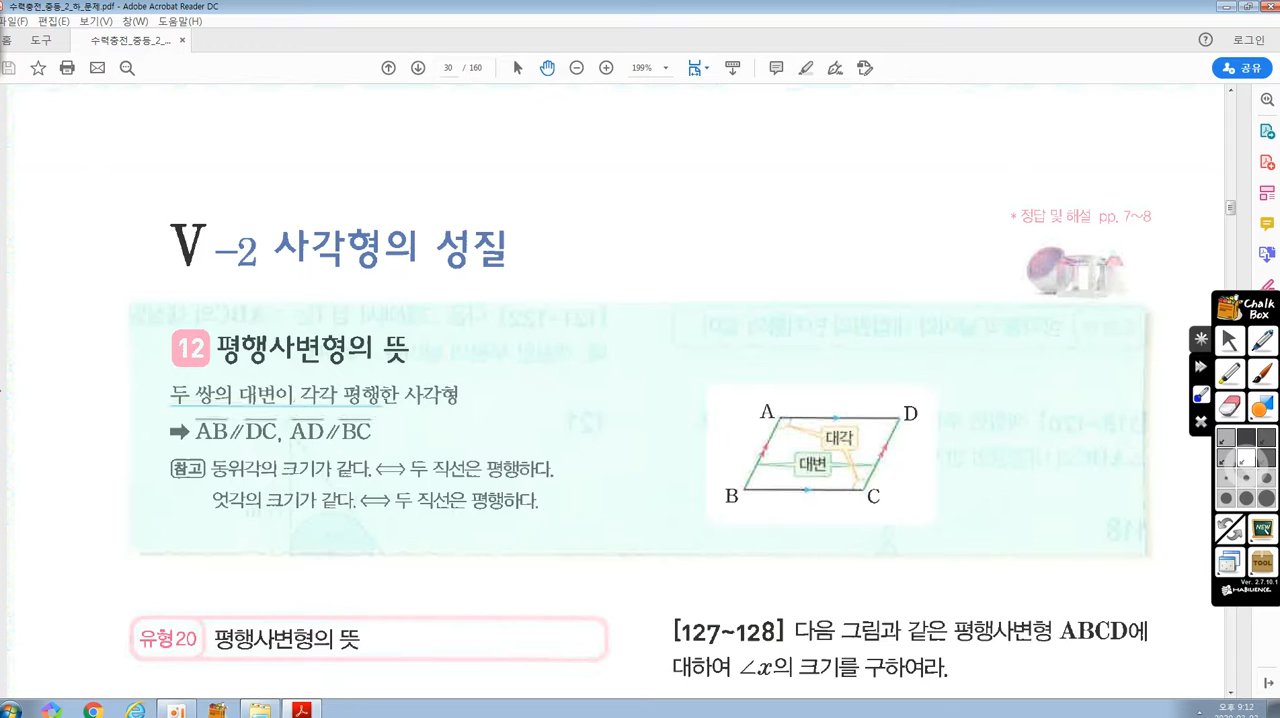 수력충전_중등_2_하_문제.pdf - Adobe Acrobat Reader DC
파일(F) 편집(E) 보기(V) 창(W) 도움말(H)
홈 도구 수력충전_중등_2_... × 로그인
30 / 160 199% 공유
* 정답 및 해설 pp. 7~8
V-2 사각형의 성질
12 평행사변형의 뜻
두 쌍의 대변이 각각 평행한 사각형
➡ AB∥DC, AD∥BC
참고 동위각의 크기가 같다. ⟺ 두 직선은 평행하다.
엇각의 크기가 같다. ⟺ 두 직선은 평행하다.
A D
대각
대변
B C
118
유형20 평행사변형의 뜻
[127~128] 다음 그림과 같은 평행사변형 ABCD에
대하여 ∠x의 크기를 구하여라.
Chalk
Box
NEW
TOOL
Ver. 2.7.10.1
HABILIENCE.
오후 9:12